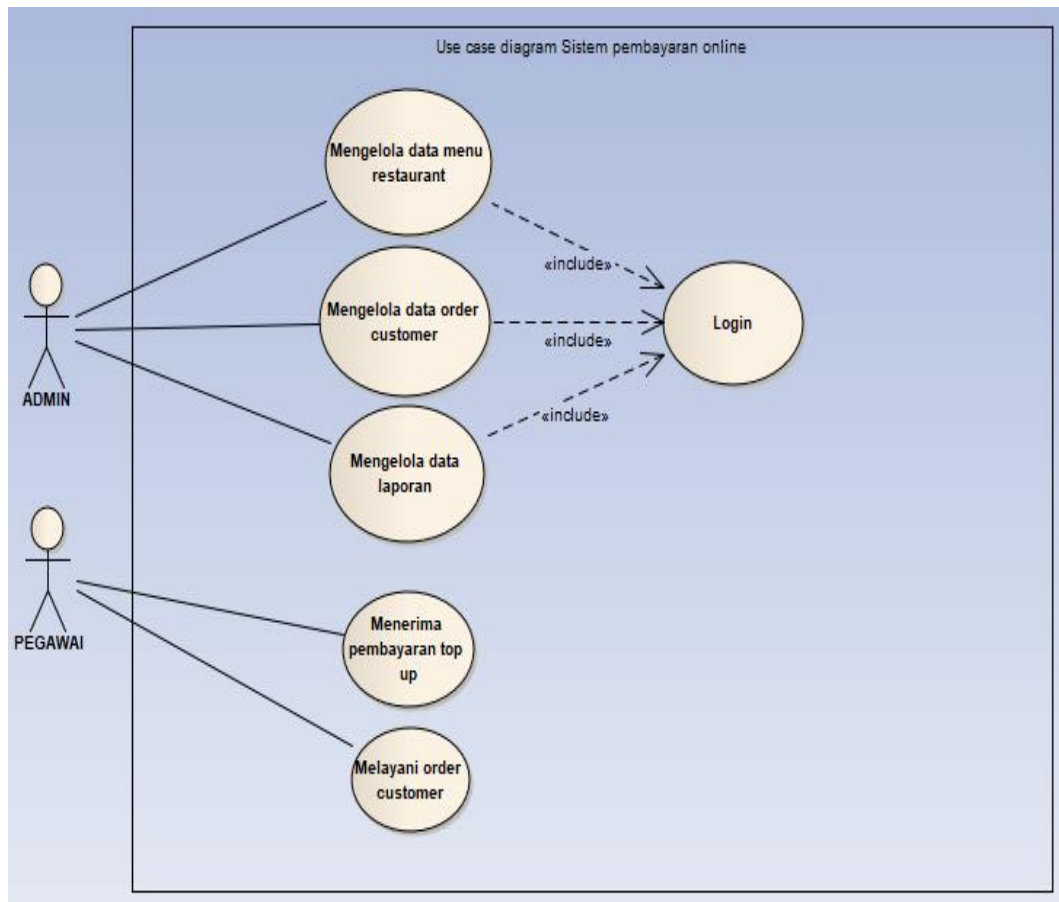 Use case diagram Sistem pembayaran online
Mengelola data menu
restaurant
«include»
Mengelola data order
customer
Login
«include»
ADMIN
«include»
Mengelola data
laporan
PEGAWAI
Menerima
pembayaran top
up
Melayani order
customer